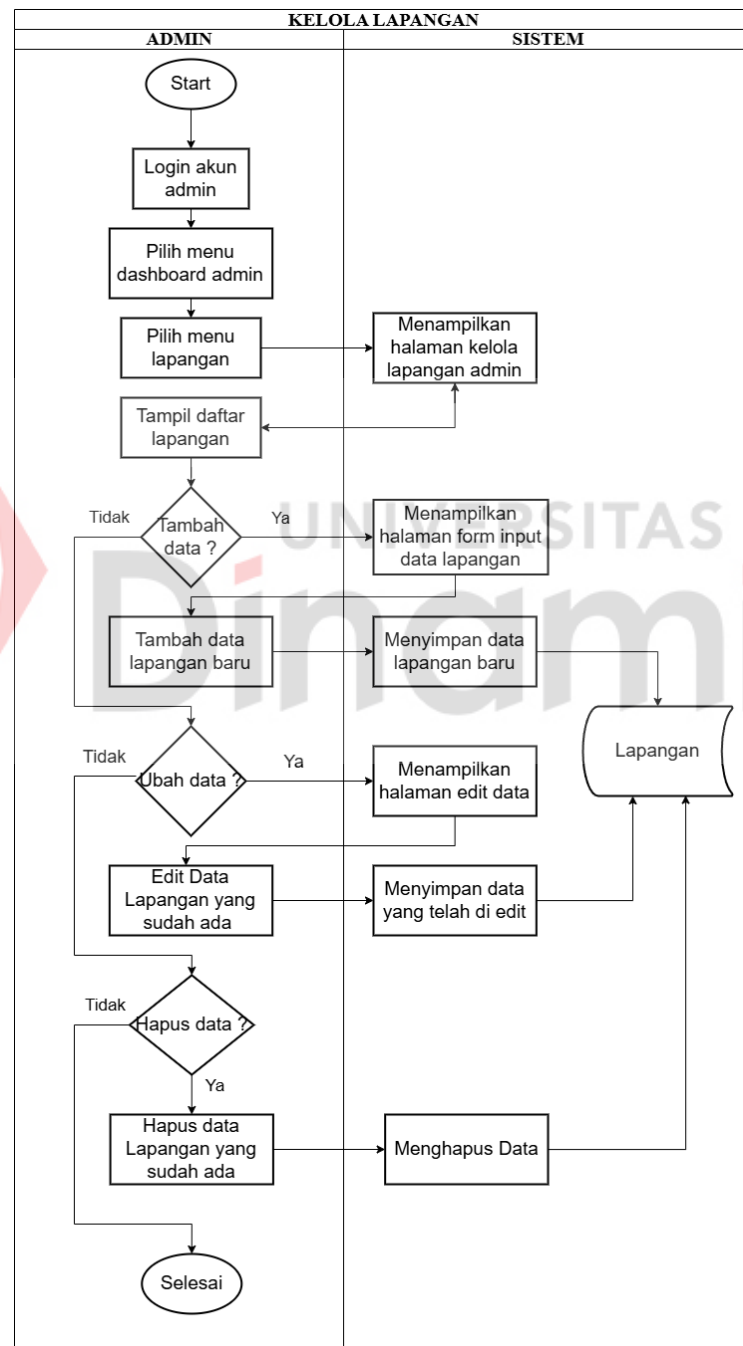 KELOLA LAPANGAN
ADMIN
SISTEM
Start
Login akun
admin
Pilih menu
dashboard admin
Pilih menu
lapangan
Menampilkan
halaman kelola
lapangan admin
Tampil daftar
lapangan
Tidak
Tambah
data ?
Ya
Menampilkan
halaman form input
data lapangan
UNIVERSITAS
Dinam
Tambah data
lapangan baru
Menyimpan data
lapangan baru
Lapangan
Tidak
Ubah data ?
Ya
Menampilkan
halaman edit data
Edit Data
Lapangan yang
sudah ada
Menyimpan data
yang telah di edit
Tidak
Hapus data ?
Ya
Hapus data
Lapangan yang
sudah ada
Menghapus Data
Selesai